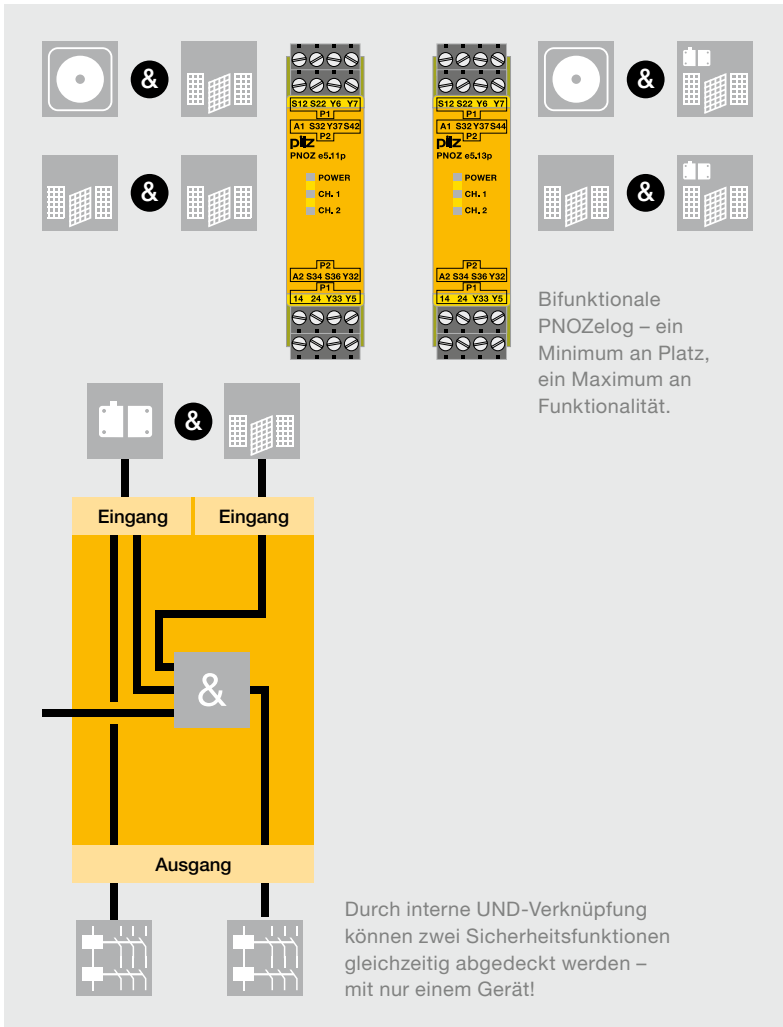 &
S12 S22 Y6 Y7
P1
A1 S32 Y37 S42
P2
pilz
PNOZ e5.11p
POWER
CH. 1
CH. 2
P2
A2 S34 S36 Y32
P1
14 24 Y33 Y5
&
S12 S22 Y6 Y7
P1
A1 S32 Y37 S44
P2
pilz
PNOZ e5.13p
POWER
CH. 1
CH. 2
P2
A2 S34 S36 Y32
P1
14 24 Y33 Y5
&
&
Bifunktionale
PNOZelog – ein
Minimum an Platz,
ein Maximum an
Funktionalität.
&
Eingang Eingang
&
Ausgang
Durch interne UND-Verknüpfung
können zwei Sicherheitsfunktionen
gleichzeitig abgedeckt werden –
mit nur einem Gerät!